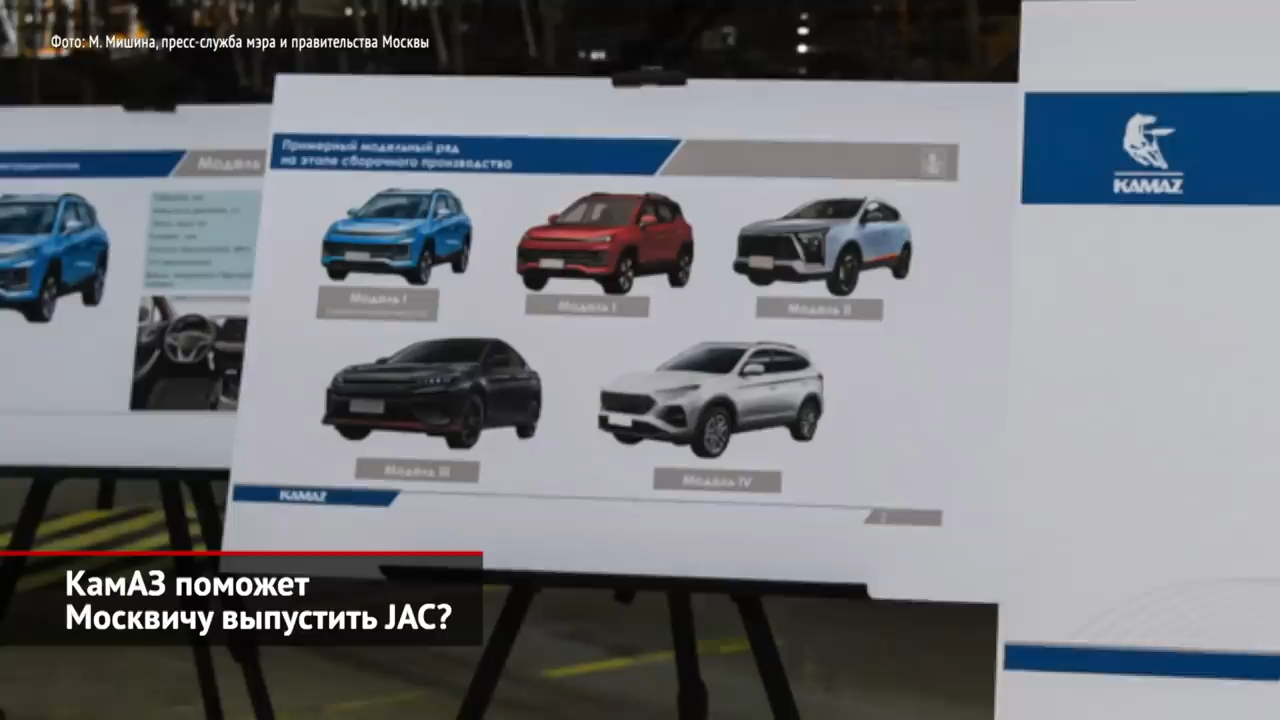 Фото: М. Мишина, пресс-служба мэра и правительства Москвы
KAMAZ
Примерный модельный ряд
на этапе сборочного производства
Модель
Модель I
Модель I
Модель II
Модель III
Модель IV
KAMAZ
КамАЗ поможет
Москвичу выпустить JAC?